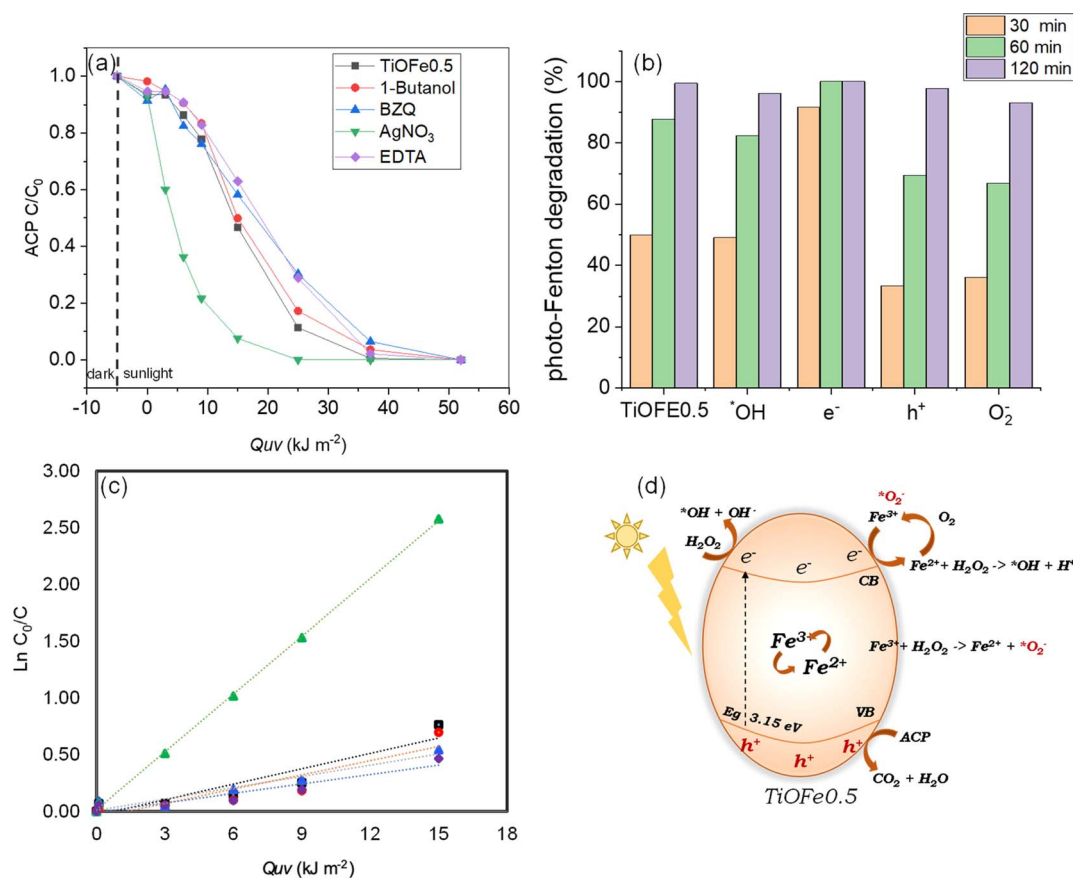 (a)
TiOFe0.5
1-Butanol
BZQ
AgNO3
EDTA
ACP C/C0
1.0
0.8
0.6
0.4
0.2
0.0
dark sunlight
-10 0 10 20 30 40 50 60
Quv (kJ m-2)
(b)
30 min
60 min
120 min
photo-Fenton degradation (%)
100
80
60
40
20
0
TiOFE0.5 *OH e- h+ O2-
(c)
Ln C0/C
3.00
2.50
2.00
1.50
1.00
0.50
0.00
0 3 6 9 12 15 18
Quv (kJ m-2)
(d)
*OH + OH-
H2O2
e- e- e-
*O2-
Fe3+ O2
Fe2+ + H2O2 -> *OH + H+
CB
Fe3+ Fe2+
Fe3+ + H2O2 -> Fe2+ + *O2-
Eg 3.15 eV
VB
h+ h+ h+
ACP
CO2 + H2O
TiOFe0.5